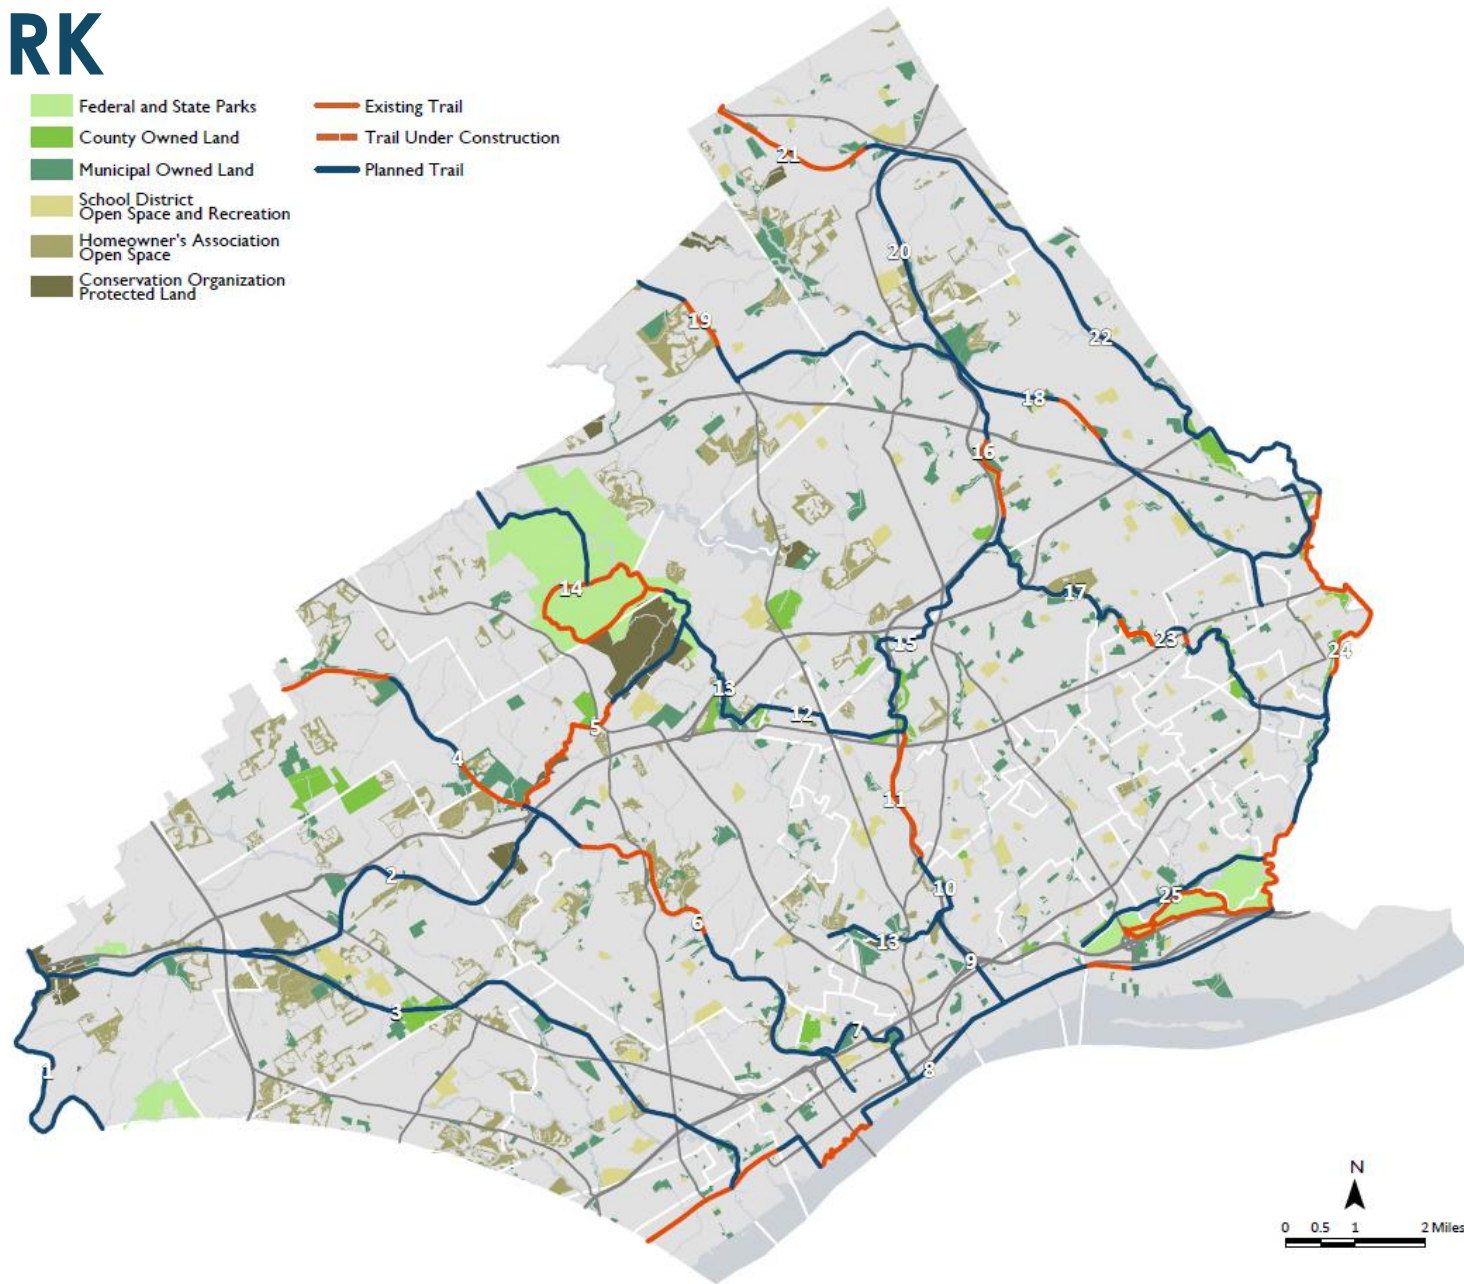 RK
Federal and State Parks
County Owned Land
Municipal Owned Land
School District
Open Space and Recreation
Homeowner's Association
Open Space
Conservation Organization
Protected Land
Existing Trail
Trail Under Construction
Planned Trail
21
20
19
22
18
16
14
17
15
23
24
13
12
5
4
11
2
10
25
6
13
9
3
7
8
1
N
0 0.5 1 2 Miles